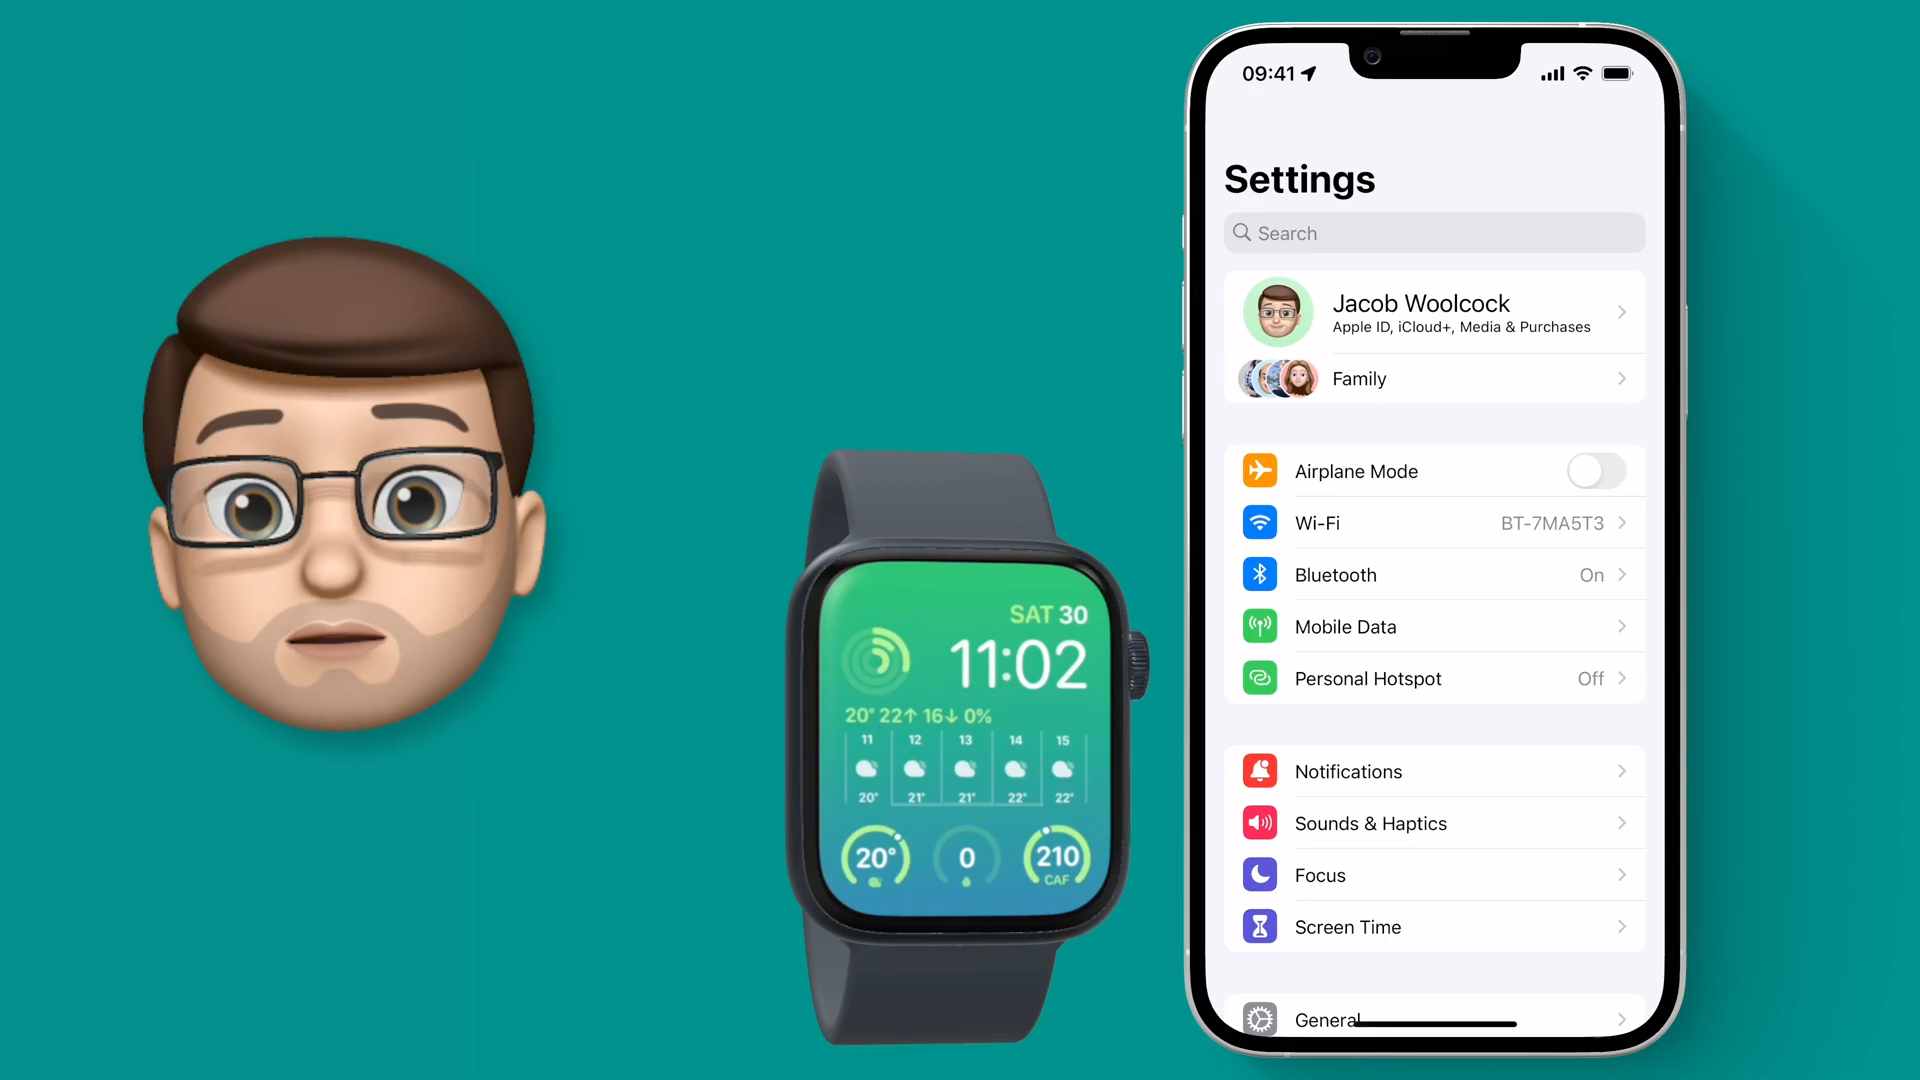 SAT 30
11:02
20° 22↑ 16↓ 0%
11 12 13 14 15
20° 21° 21° 22° 22°
20° 0 210
CAF
09:41
Settings
Search
Jacob Woolcock
Apple ID, iCloud+, Media & Purchases
Family
Airplane Mode
Wi-Fi BT-7MA5T3
Bluetooth On
Mobile Data
Personal Hotspot Off
Notifications
Sounds & Haptics
Focus
Screen Time
General